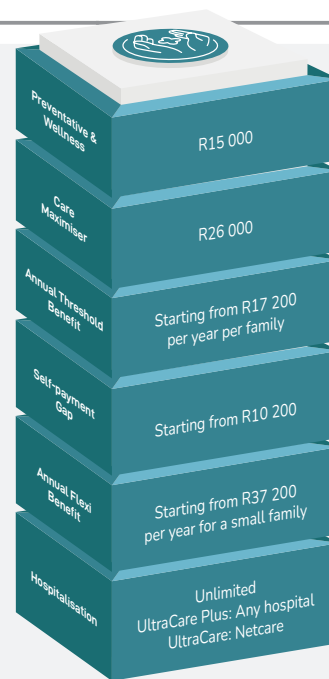 Preventative &
Wellness
R15 000
Care
Maximiser
R26 000
Annual Threshold
Benefit
Starting from R17 200
per year per family
Self-payment
Gap
Starting from R10 200
Annual Flexi
Benefit
Starting from R37 200
per year for a small family
Hospitalisation
Unlimited
UltraCare Plus: Any hospital
UltraCare: Netcare